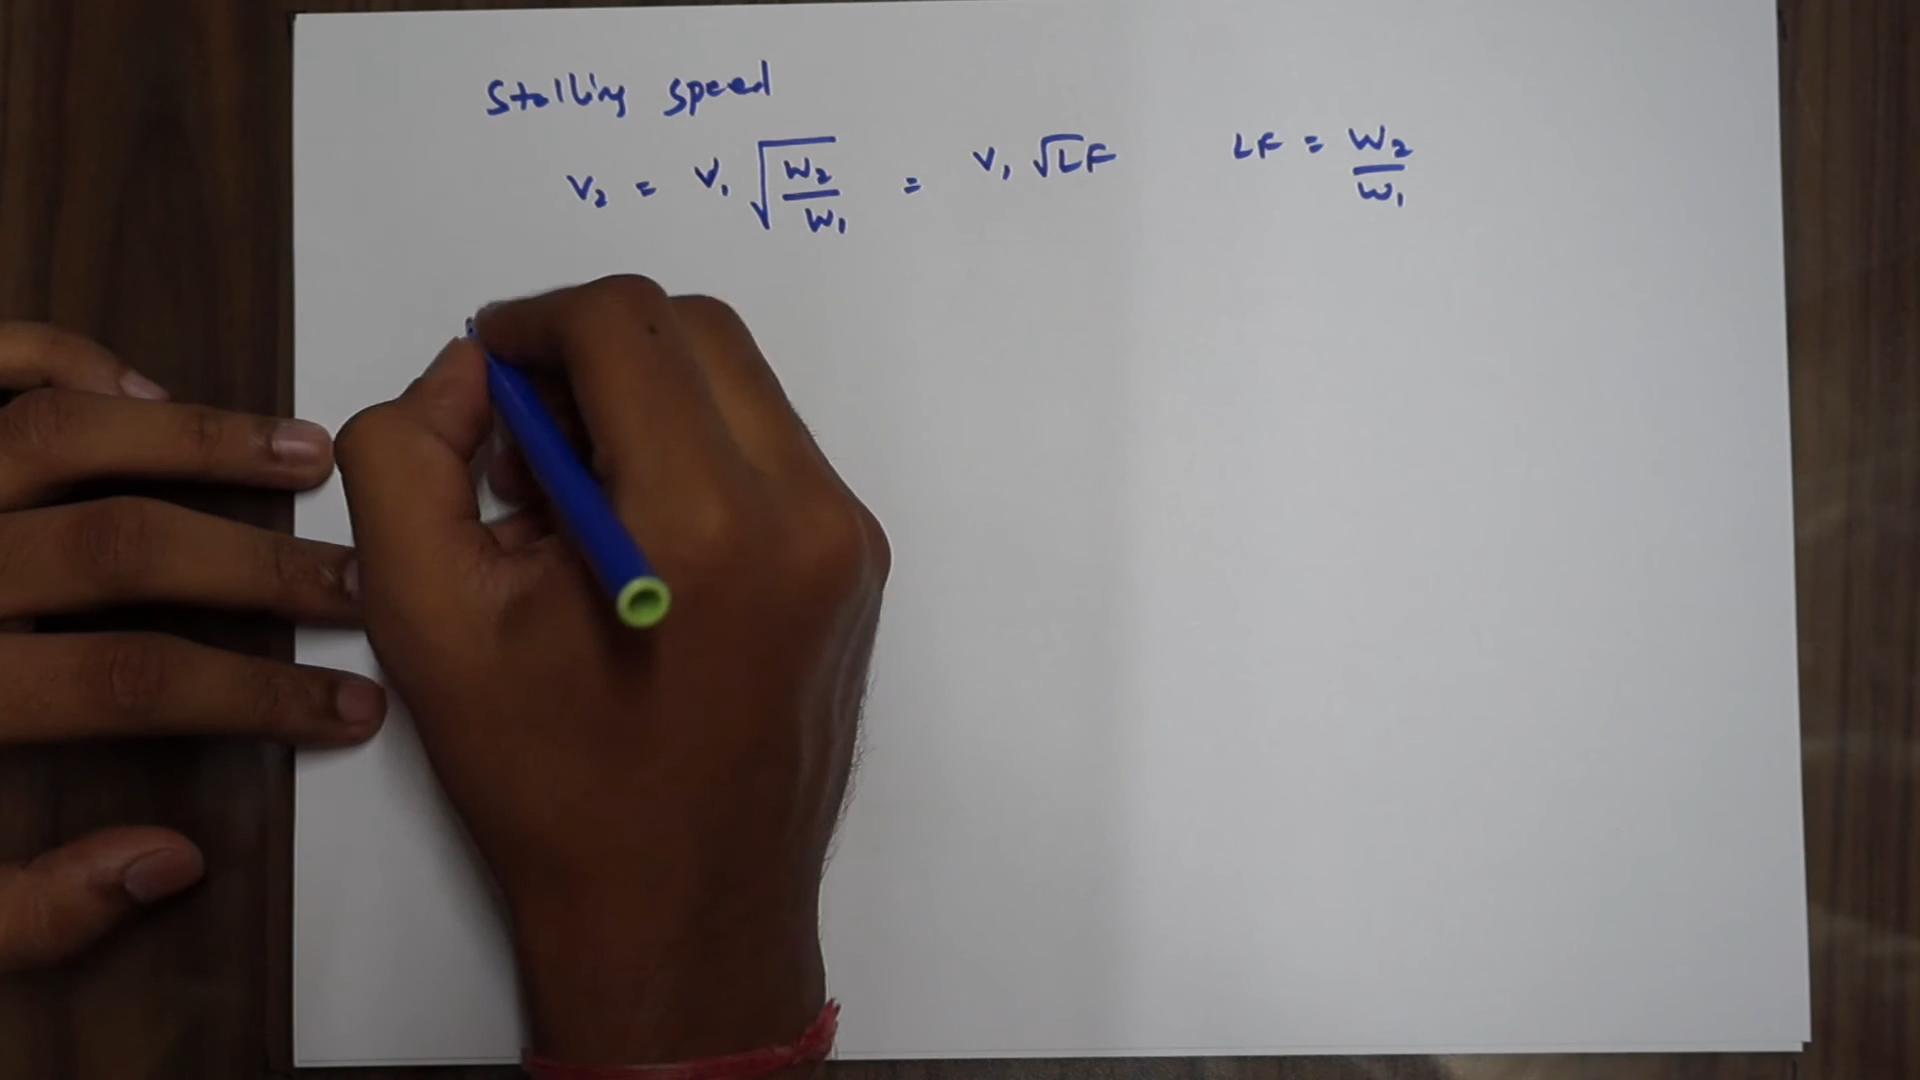 Stalling speed
V₂ = V₁ √(W₂/W₁) = V₁ √LF LF = W₂/W₁